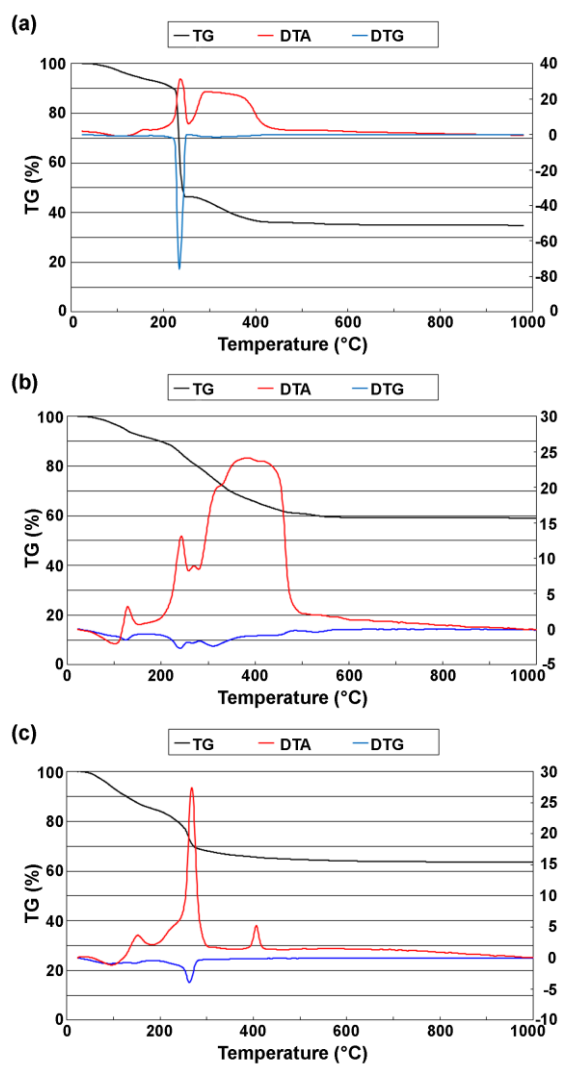 (a)
TG DTA DTG
100 40
80 20
60 0
TG (%)
-20
40 -40
-60
20 -80
0 0
0 200 400 600 800 1000
Temperature (°C)
(b)
TG DTA DTG
100 30
25
80 20
60 15
TG (%)
40 10
5
20 0
0 -5
0 200 400 600 800 1000
Temperature (°C)
(c)
TG DTA DTG
100 30
25
80 20
60 15
TG (%)
10
40 5
20 0
-5
0 -10
0 200 400 600 800 1000
Temperature (°C)